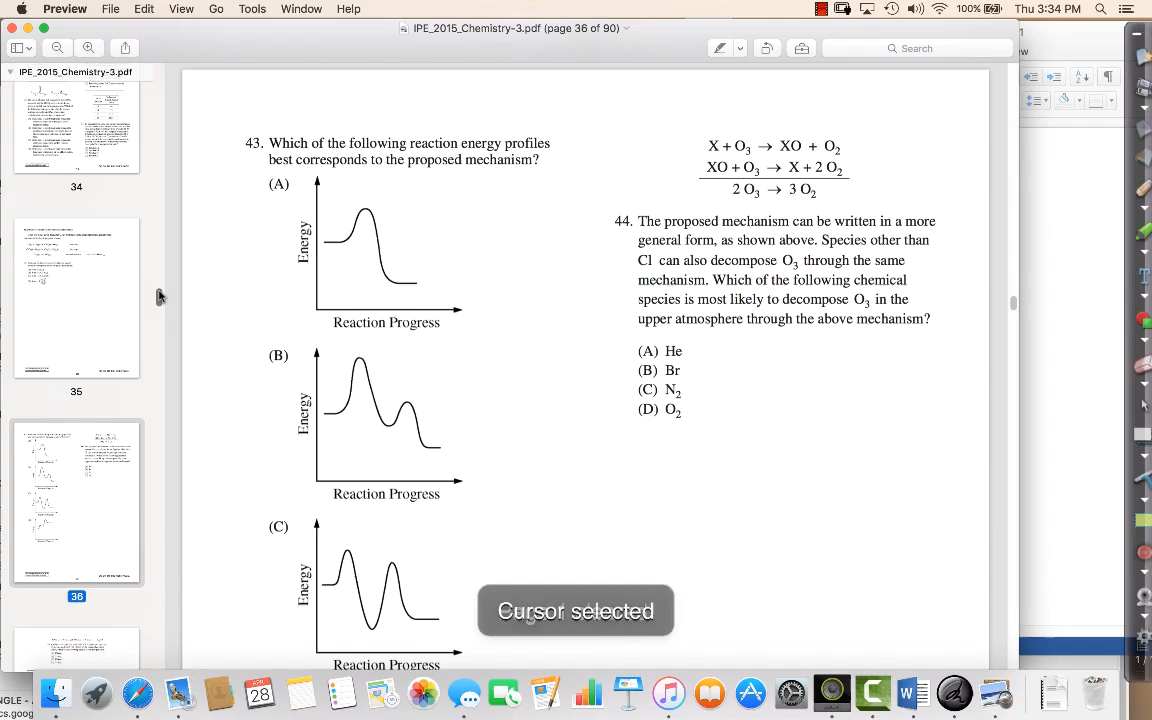 Preview File Edit View Go Tools Window Help
100% Thu 3:34 PM
IPE_2015_Chemistry-3.pdf (page 36 of 90)
Search
IPE_2015_Chemistry-3.pdf
34
35
36
43. Which of the following reaction energy profiles
best corresponds to the proposed mechanism?
(A)
Energy
Reaction Progress
(B)
Energy
Reaction Progress
(C)
Energy
Reaction Progress
X + O₃ → XO + O₂
XO + O₃ → X + 2 O₂
2 O₃ → 3 O₂
44. The proposed mechanism can be written in a more
general form, as shown above. Species other than
Cl can also decompose O₃ through the same
mechanism. Which of the following chemical
species is most likely to decompose O₃ in the
upper atmosphere through the above mechanism?
(A) He
(B) Br
(C) N₂
(D) O₂
Cursor selected
APR
28